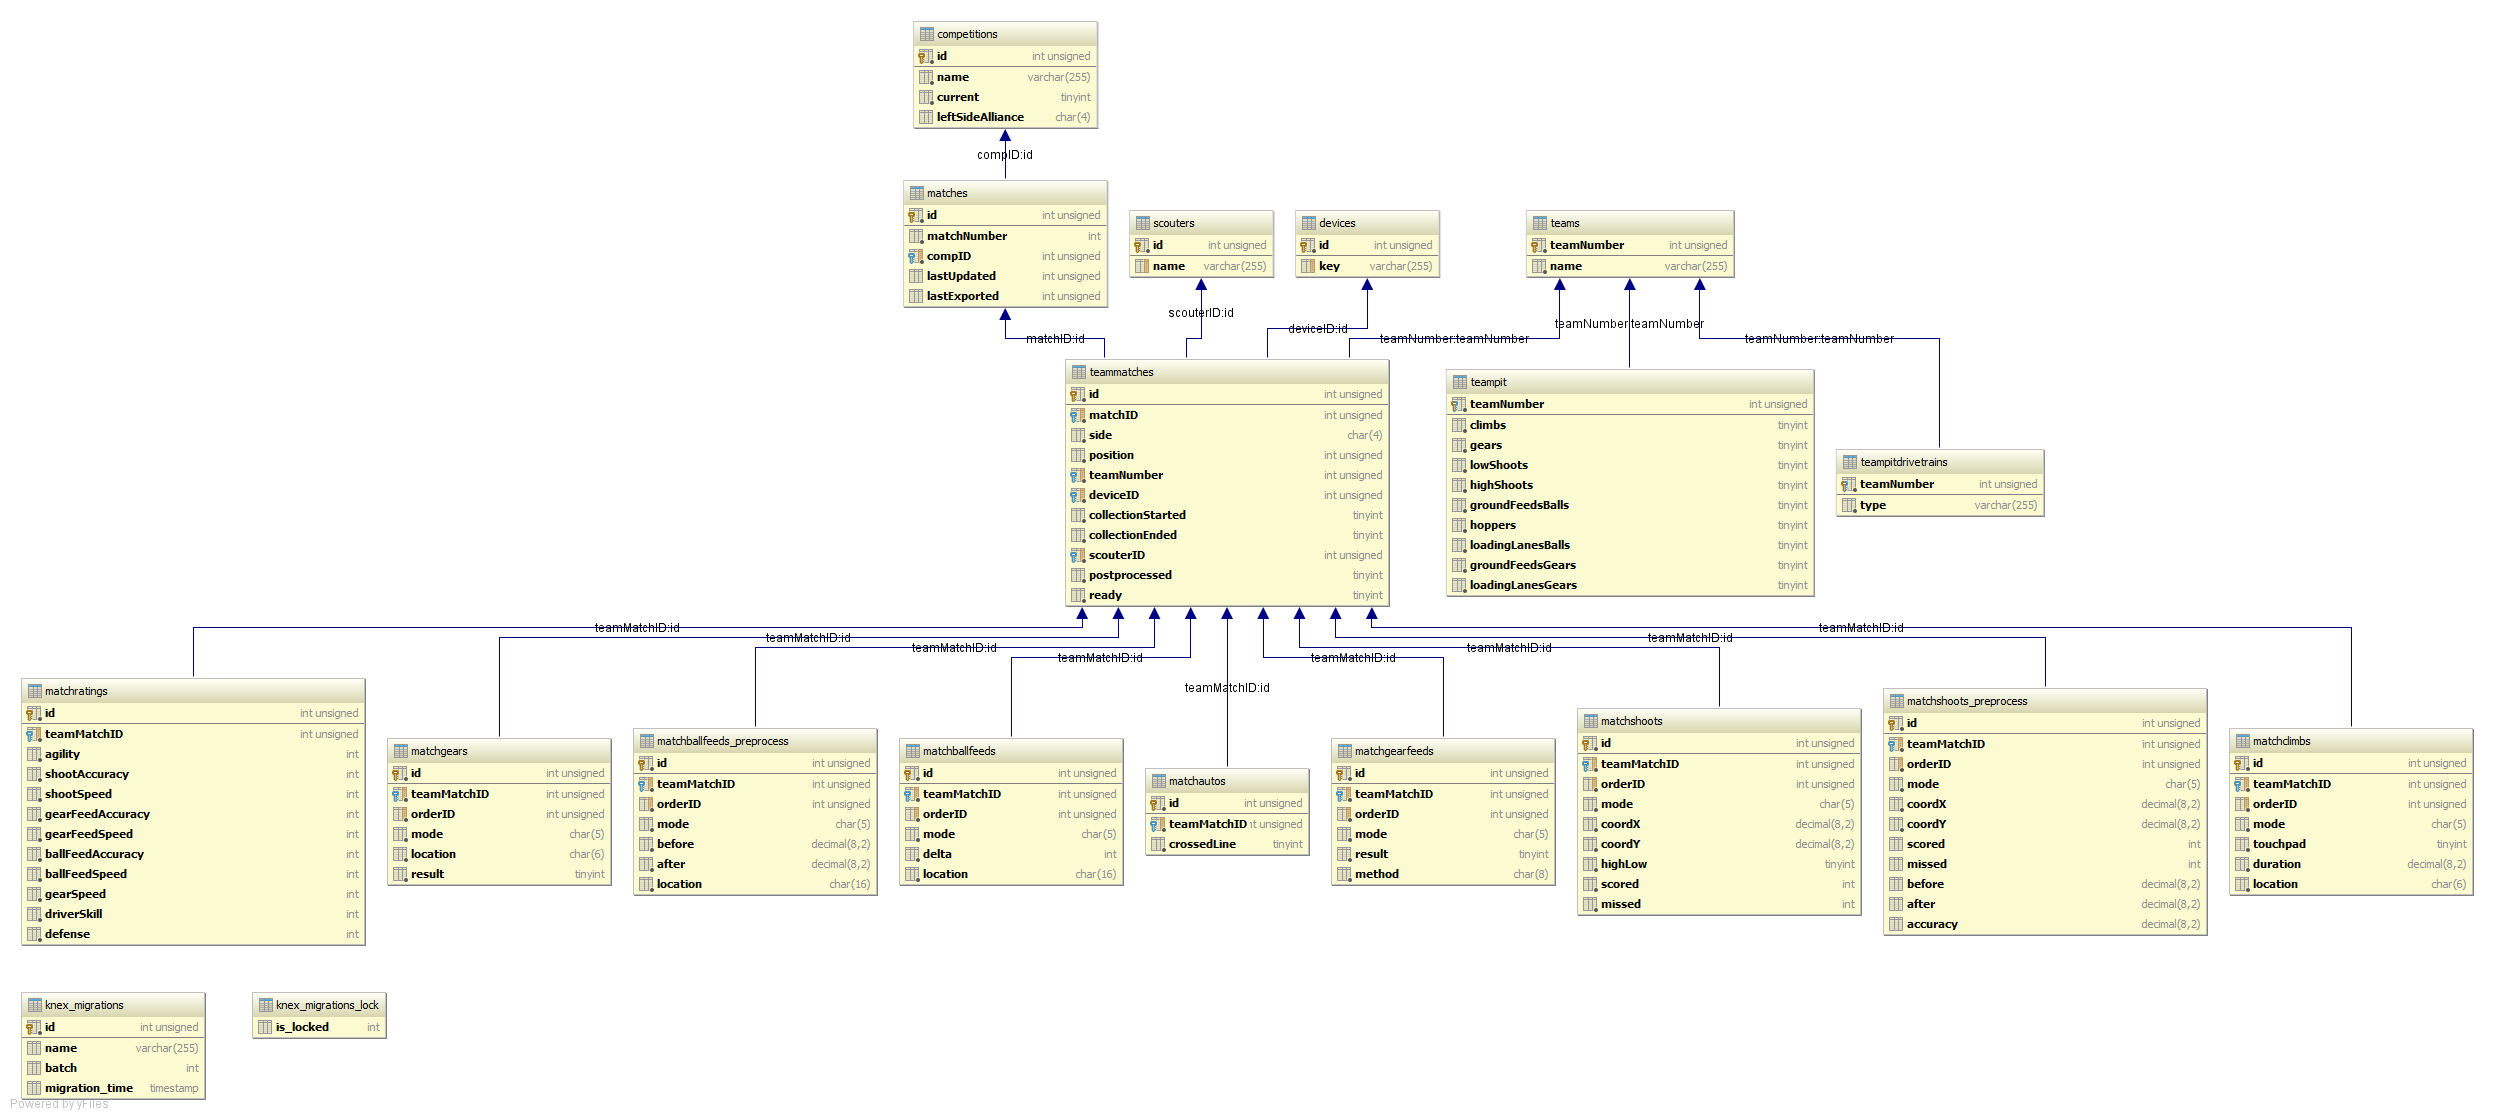 competitions
id int unsigned
name varchar(255)
current tinyint
leftSideAlliance char(4)
compID:id
matches
id int unsigned
matchNumber int
compID int unsigned
lastUpdated int unsigned
lastExported int unsigned
scouters
id int unsigned
name varchar(255)
devices
id int unsigned
key varchar(255)
teams
teamNumber int unsigned
name varchar(255)
matchID:id
scouterID:id
deviceID:id
teamNumber:teamNumber
teamNumber:teamNumber
teamNumber:teamNumber
teammatches
id int unsigned
matchID int unsigned
side char(4)
position int unsigned
teamNumber int unsigned
deviceID int unsigned
collectionStarted tinyint
collectionEnded tinyint
scouterID int unsigned
postprocessed tinyint
ready tinyint
teampit
teamNumber int unsigned
climbs tinyint
gears tinyint
lowShoots tinyint
highShoots tinyint
groundFeedsBalls tinyint
hoppers tinyint
loadingLanesBalls tinyint
groundFeedsGears tinyint
loadingLanesGears tinyint
teampitdrivetrains
teamNumber int unsigned
type varchar(255)
teamMatchID:id
teamMatchID:id
teamMatchID:id
teamMatchID:id
teamMatchID:id
teamMatchID:id
teamMatchID:id
teamMatchID:id
teamMatchID:id
matchratings
id int unsigned
teamMatchID int unsigned
agility int
shootAccuracy int
shootSpeed int
gearFeedAccuracy int
gearFeedSpeed int
ballFeedAccuracy int
ballFeedSpeed int
gearSpeed int
driverSkill int
defense int
matchgears
id int unsigned
teamMatchID int unsigned
orderID int unsigned
mode char(5)
location char(6)
result tinyint
matchballfeeds_preprocess
id int unsigned
teamMatchID int unsigned
orderID int unsigned
mode char(5)
before decimal(8,2)
after decimal(8,2)
location char(16)
matchballfeeds
id int unsigned
teamMatchID int unsigned
orderID int unsigned
mode char(5)
delta int
location char(16)
matchautos
id int unsigned
teamMatchID int unsigned
crossedLine tinyint
matchgearfeeds
id int unsigned
teamMatchID int unsigned
orderID int unsigned
mode char(5)
result tinyint
method char(8)
matchshoots
id int unsigned
teamMatchID int unsigned
orderID int unsigned
mode char(5)
coordX decimal(8,2)
coordY decimal(8,2)
highLow tinyint
scored int
missed int
matchshoots_preprocess
id int unsigned
teamMatchID int unsigned
orderID int unsigned
mode char(5)
coordX decimal(8,2)
coordY decimal(8,2)
scored int
missed int
before decimal(8,2)
after decimal(8,2)
accuracy decimal(8,2)
matchclimbs
id int unsigned
teamMatchID int unsigned
orderID int unsigned
mode char(5)
touchpad tinyint
duration decimal(8,2)
location char(6)
knex_migrations
id int unsigned
name varchar(255)
batch int
migration_time timestamp
knex_migrations_lock
is_locked int
Powered by yFiles